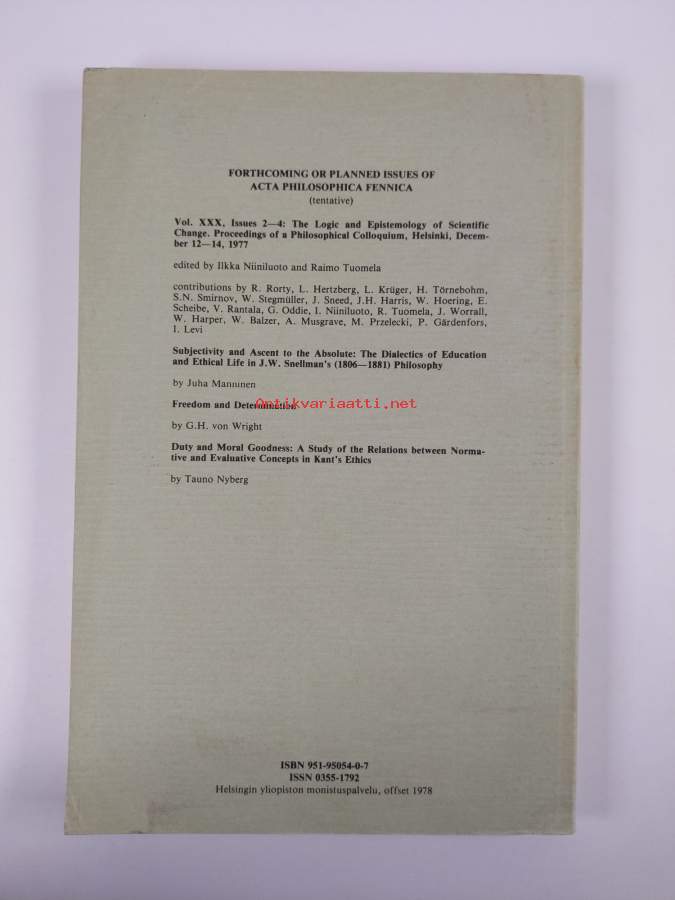 FORTHCOMING OR PLANNED ISSUES OF
ACTA PHILOSOPHICA FENNICA
(tentative)
Vol. XXX, Issues 2—4: The Logic and Epistemology of Scientific
Change. Proceedings of a Philosophical Colloquium, Helsinki, Decem-
ber 12—14, 1977
edited by Ilkka Niiniluoto and Raimo Tuomela
contributions by R. Rorty, L. Hertzberg, L. Krüger, H. Törnebohm,
S.N. Smirnov, W. Stegmüller, J. Sneed, J.H. Harris, W. Hoering, E.
Scheibe, V. Rantala, G. Oddie, I. Niiniluoto, R. Tuomela, J. Worrall,
W. Harper, W. Balzer, A. Musgrave, M. Przelecki, P. Gärdenfors,
I. Levi
Subjectivity and Ascent to the Absolute: The Dialectics of Education
and Ethical Life in J.W. Snellman's (1806—1881) Philosophy
by Juha Manninen
Freedom and Determination
Antikvariaatti.net
by G.H. von Wright
Duty and Moral Goodness: A Study of the Relations between Norma-
tive and Evaluative Concepts in Kant's Ethics
by Tauno Nyberg
ISBN 951-95054-0-7
ISSN 0355-1792
Helsingin yliopiston monistuspalvelu, offset 1978